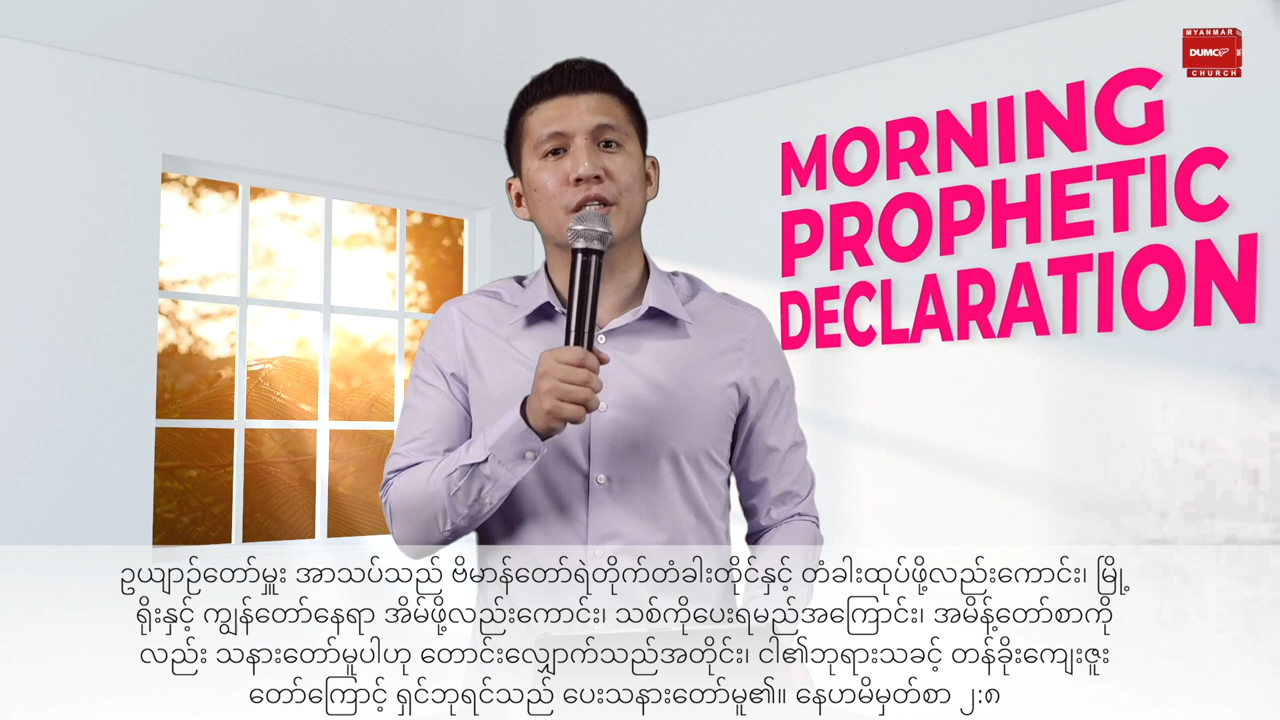 MYANMAR
DUMC
CHURCH
MORNING
PROPHETIC
DECLARATION
ဥယျာဉ်တော်မှူး အာသပ်သည် ဗိမာန်တော်ရဲတိုက်တံခါးတိုင်နှင့် တံခါးထုပ်ဖို့လည်းကောင်း၊ မြို့
ရိုးနှင့် ကျွန်တော်နေရာ အိမ်ဖို့လည်းကောင်း၊ သစ်ကိုပေးရမည်အကြောင်း၊ အမိန့်တော်စာကို
လည်း သနားတော်မူပါဟု တောင်းလျှောက်သည်အတိုင်း၊ ငါ၏ဘုရားသခင့် တန်ခိုးကျေးဇူး
တော်ကြောင့် ရှင်ဘုရင်သည် ပေးသနားတော်မူ၏။ နေဟမိမှတ်စာ ၂:၈